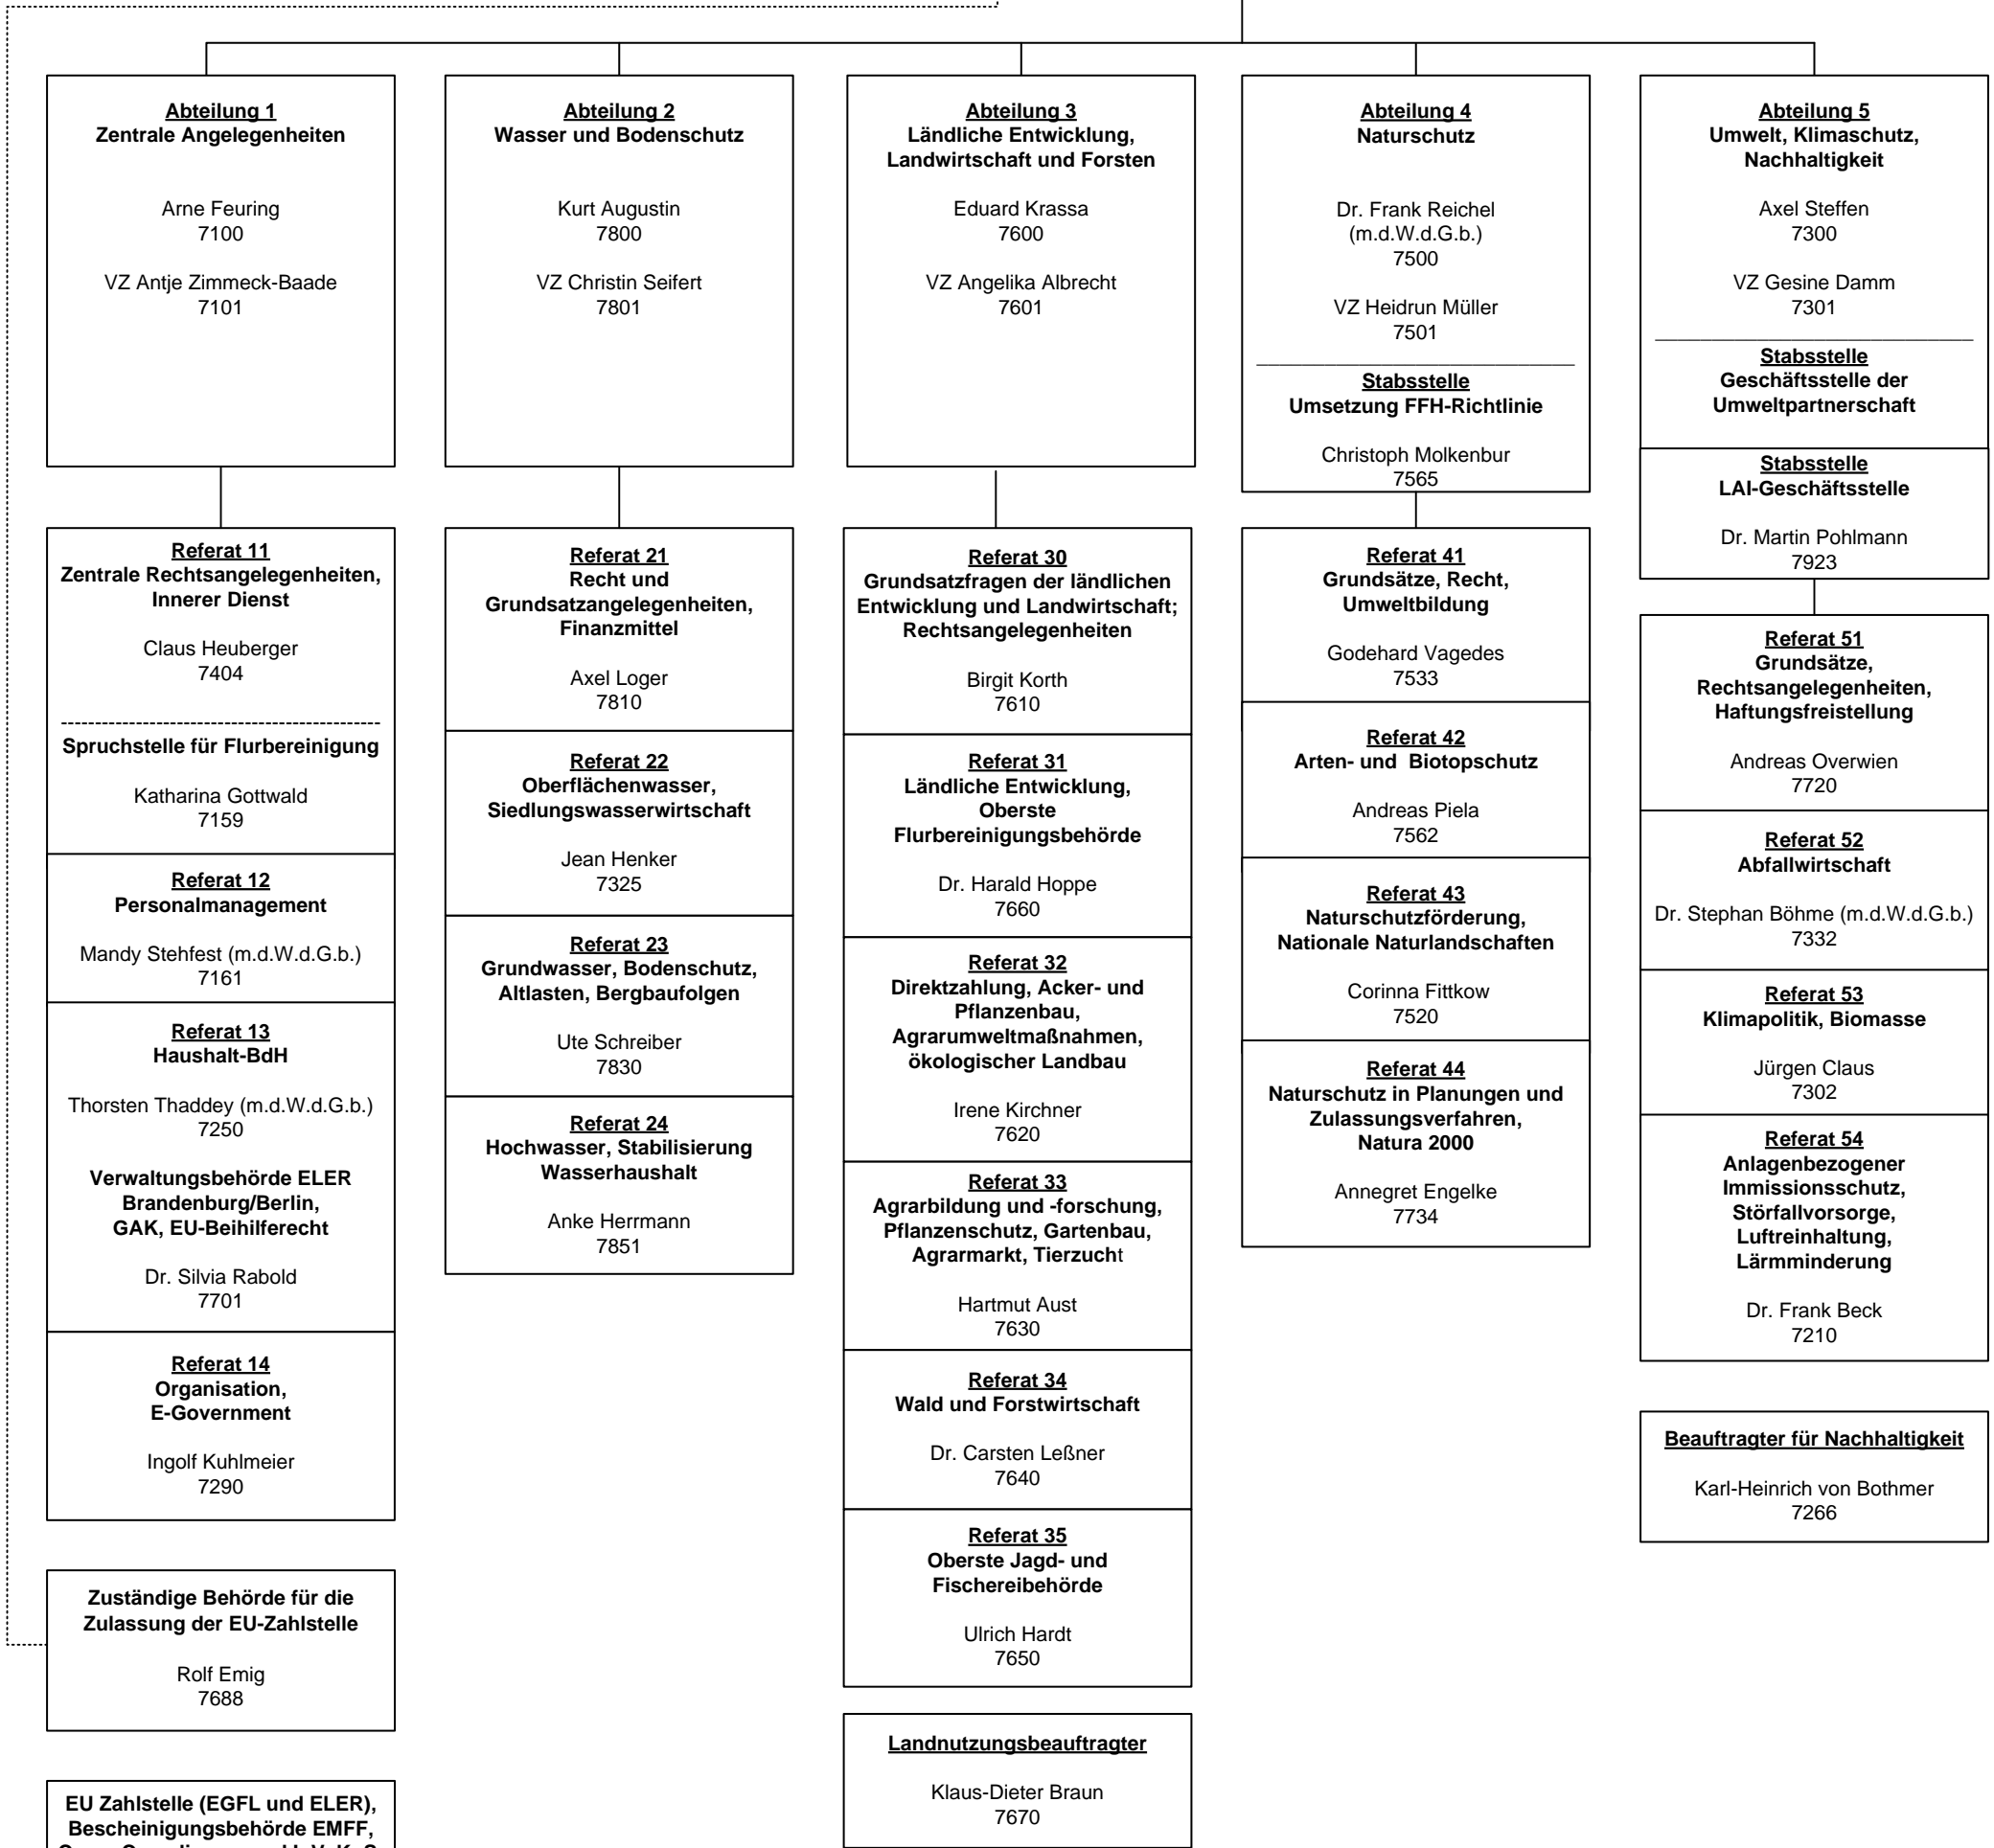 Abteilung 1
Zentrale Angelegenheiten
Arne Feuring
7100
VZ Antje Zimmeck-Baade
7101
Abteilung 2
Wasser und Bodenschutz
Kurt Augustin
7800
VZ Christin Seifert
7801
Abteilung 3
Ländliche Entwicklung,
Landwirtschaft und Forsten
Eduard Krassa
7600
VZ Angelika Albrecht
7601
Abteilung 4
Naturschutz
Dr. Frank Reichel
(m.d.W.d.G.b.)
7500
VZ Heidrun Müller
7501
Stabsstelle
Umsetzung FFH-Richtlinie
Christoph Molkenbur
7565
Abteilung 5
Umwelt, Klimaschutz,
Nachhaltigkeit
Axel Steffen
7300
VZ Gesine Damm
7301
Stabsstelle
Geschäftsstelle der
Umweltpartnerschaft
Stabsstelle
LAI-Geschäftsstelle
Dr. Martin Pohlmann
7923
Referat 11
Zentrale Rechtsangelegenheiten,
Innerer Dienst
Claus Heuberger
7404
Spruchstelle für Flurbereinigung
Katharina Gottwald
7159
Referat 12
Personalmanagement
Mandy Stehfest (m.d.W.d.G.b.)
7161
Referat 13
Haushalt-BdH
Thorsten Thaddey (m.d.W.d.G.b.)
7250
Verwaltungsbehörde ELER
Brandenburg/Berlin,
GAK, EU-Beihilferecht
Dr. Silvia Rabold
7701
Referat 14
Organisation,
E-Government
Ingolf Kuhlmeier
7290
Zuständige Behörde für die
Zulassung der EU-Zahlstelle
Rolf Emig
7688
EU Zahlstelle (EGFL und ELER),
Bescheinigungsbehörde EMFF,
Referat 21
Recht und
Grundsatzangelegenheiten,
Finanzmittel
Axel Loger
7810
Referat 22
Oberflächenwasser,
Siedlungswasserwirtschaft
Jean Henker
7325
Referat 23
Grundwasser, Bodenschutz,
Altlasten, Bergbaufolgen
Ute Schreiber
7830
Referat 24
Hochwasser, Stabilisierung
Wasserhaushalt
Anke Herrmann
7851
Referat 30
Grundsatzfragen der ländlichen
Entwicklung und Landwirtschaft;
Rechtsangelegenheiten
Birgit Korth
7610
Referat 31
Ländliche Entwicklung,
Oberste
Flurbereinigungsbehörde
Dr. Harald Hoppe
7660
Referat 32
Direktzahlung, Acker- und
Pflanzenbau,
Agrarumweltmaßnahmen,
ökologischer Landbau
Irene Kirchner
7620
Referat 33
Agrarbildung und -forschung,
Pflanzenschutz, Gartenbau,
Agrarmarkt, Tierzucht
Hartmut Aust
7630
Referat 34
Wald und Forstwirtschaft
Dr. Carsten Leßner
7640
Referat 35
Oberste Jagd- und
Fischereibehörde
Ulrich Hardt
7650
Landnutzungsbeauftragter
Klaus-Dieter Braun
7670
Referat 41
Grundsätze, Recht,
Umweltbildung
Godehard Vagedes
7533
Referat 42
Arten- und Biotopschutz
Andreas Piela
7562
Referat 43
Naturschutzförderung,
Nationale Naturlandschaften
Corinna Fittkow
7520
Referat 44
Naturschutz in Planungen und
Zulassungsverfahren,
Natura 2000
Annegret Engelke
7734
Referat 51
Grundsätze,
Rechtsangelegenheiten,
Haftungsfreistellung
Andreas Overwien
7720
Referat 52
Abfallwirtschaft
Dr. Stephan Böhme (m.d.W.d.G.b.)
7332
Referat 53
Klimapolitik, Biomasse
Jürgen Claus
7302
Referat 54
Anlagenbezogener
Immissionsschutz,
Störfallvorsorge,
Luftreinhaltung,
Lärmminderung
Dr. Frank Beck
7210
Beauftragter für Nachhaltigkeit
Karl-Heinrich von Bothmer
7266